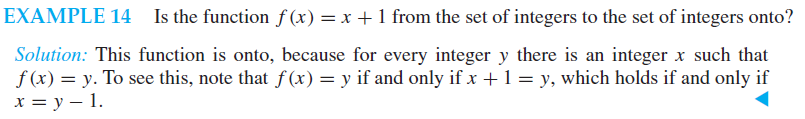 EXAMPLE 14 Is the function f (x) = x + 1 from the set of integers to the set of integers onto?
Solution: This function is onto, because for every integer y there is an integer x such that
f (x) = y. To see this, note that f (x) = y if and only if x + 1 = y, which holds if and only if
x = y − 1.